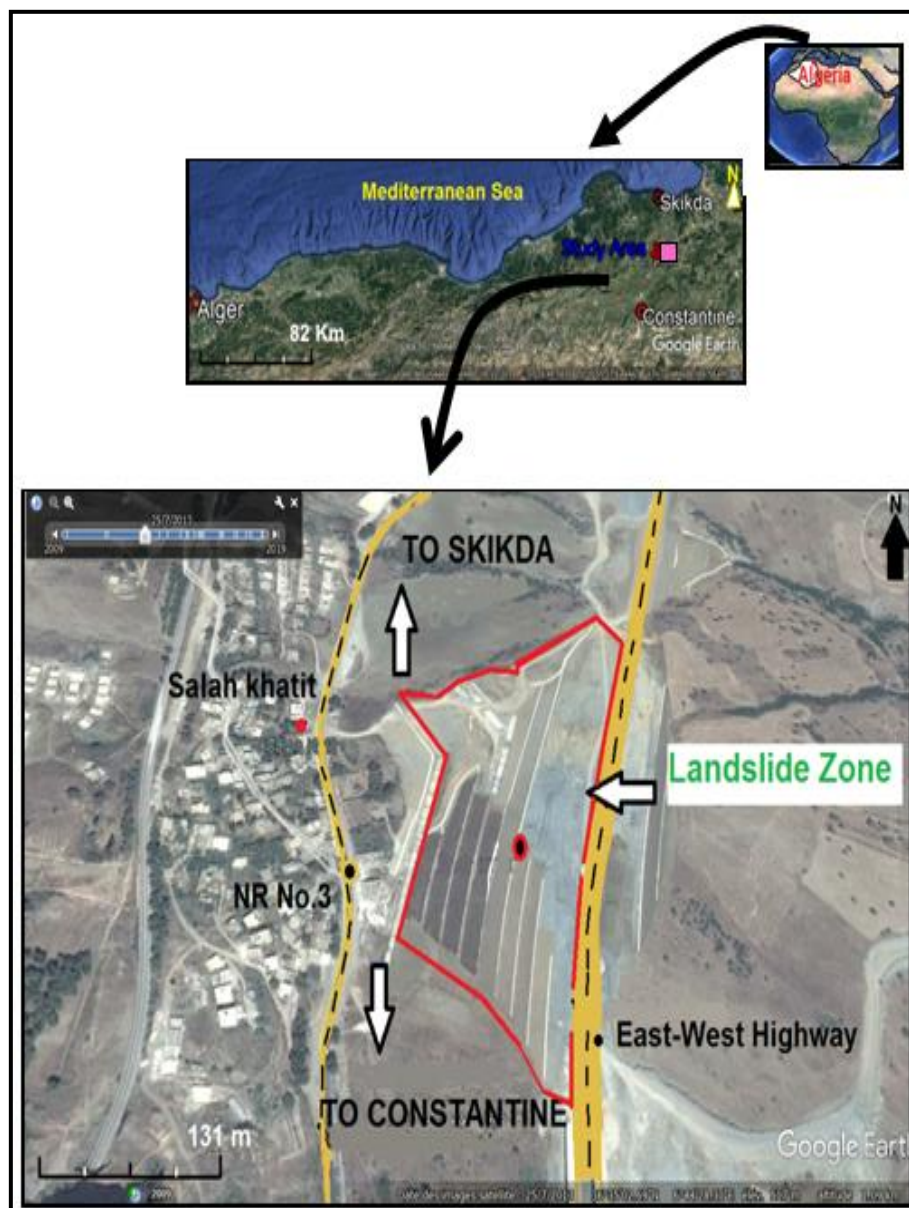 Algeria
Mediterranean Sea
N
Skikda
Study Area
Alger
Constantine
82 Km
Google Earth
2009
2019
N
TO SKIKDA
Salah khatit
Landslide Zone
NR No.3
East-West Highway
TO CONSTANTINE
131 m
Google Earth
2009